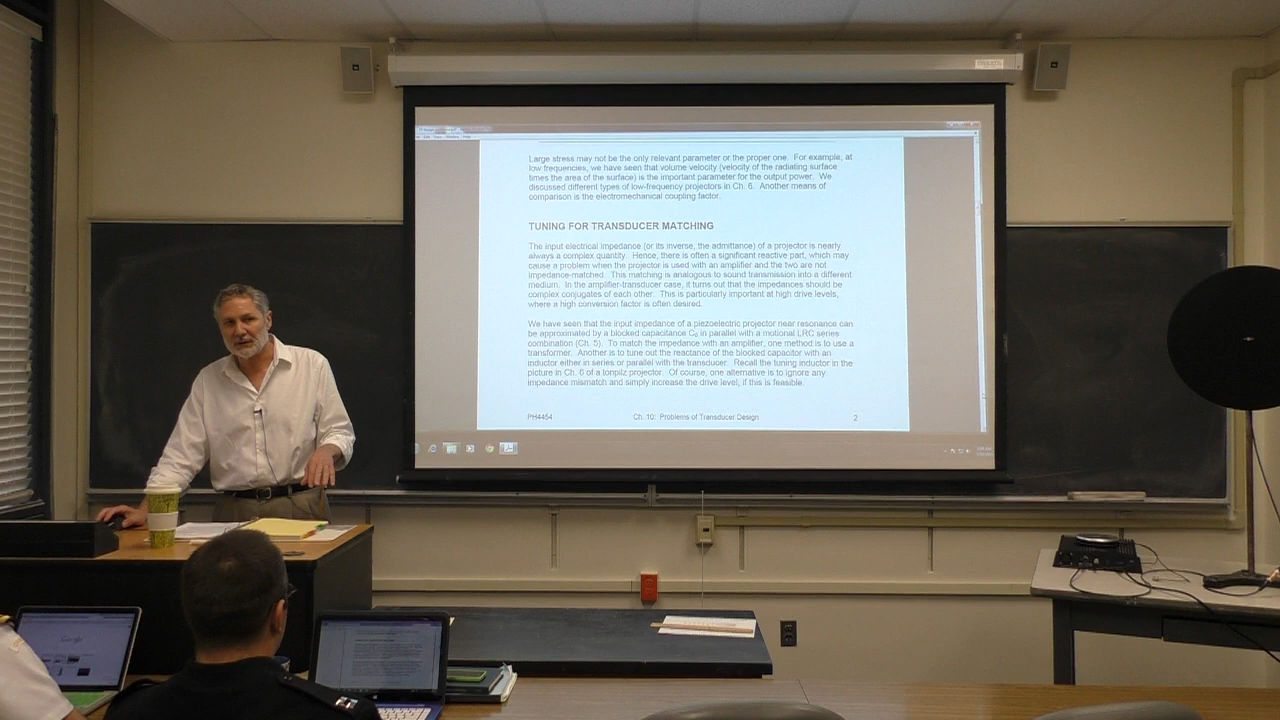 Large stress may not be the only relevant parameter or the proper one. For example, at
low frequencies, we have seen that volume velocity (velocity of the radiating surface
times the area of the surface) is the important parameter for the output power. We
discussed different types of low-frequency projectors in Ch. 6. Another means of
comparison is the electromechanical coupling factor.
TUNING FOR TRANSDUCER MATCHING
The input electrical impedance (or its inverse, the admittance) of a projector is nearly
always a complex quantity. Hence, there is often a significant reactive part, which may
cause a problem when the projector is used with an amplifier and the two are not
impedance-matched. This matching is analogous to sound transmission into a different
medium. In the amplifier-transducer case, it turns out that the impedances should be
complex conjugates of each other. This is particularly important at high drive levels,
where a high conversion factor is often desired.
We have seen that the input impedance of a piezoelectric projector near resonance can
be approximated by a blocked capacitance C₀ in parallel with a motional LRC series
combination (Ch. 5). To match the impedance with an amplifier, one method is to use a
transformer. Another is to tune out the reactance of the blocked capacitor with an
inductor either in series or parallel with the transducer. Recall the tuning inductor in the
picture in Ch. 6 of a tonpilz projector. Of course, one alternative is to ignore any
impedance mismatch and simply increase the drive level, if this is feasible.
PH4454 Ch. 10: Problems of Transducer Design 2
Google